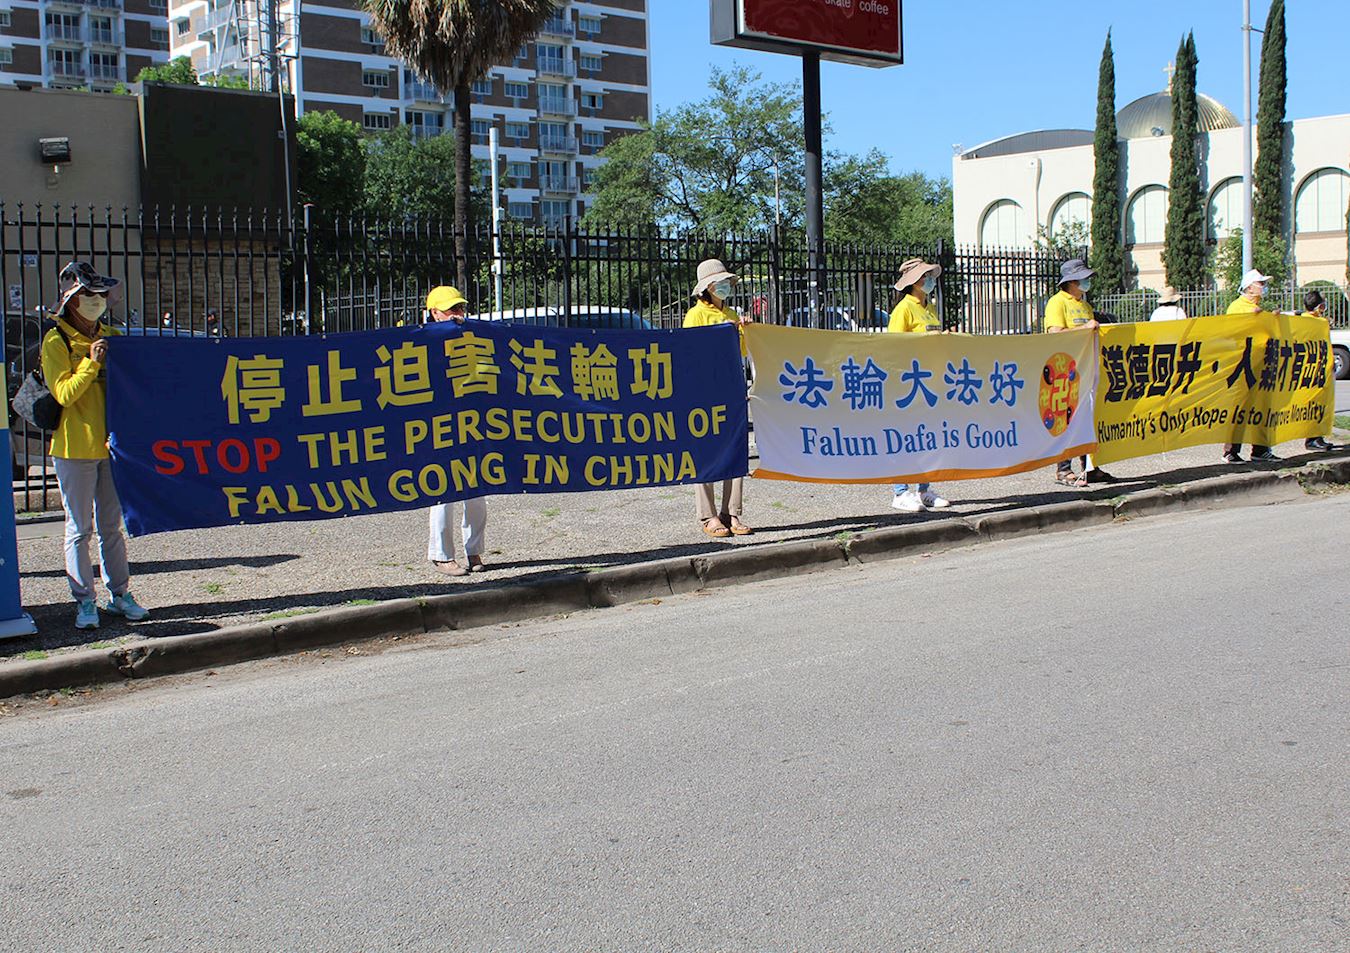 skate coffee
停止迫害法輪功
STOP THE PERSECUTION OF
FALUN GONG IN CHINA
法輪大法好
Falun Dafa is Good
道德回升·人類才有出路
Humanity's Only Hope Is to Improve Morality